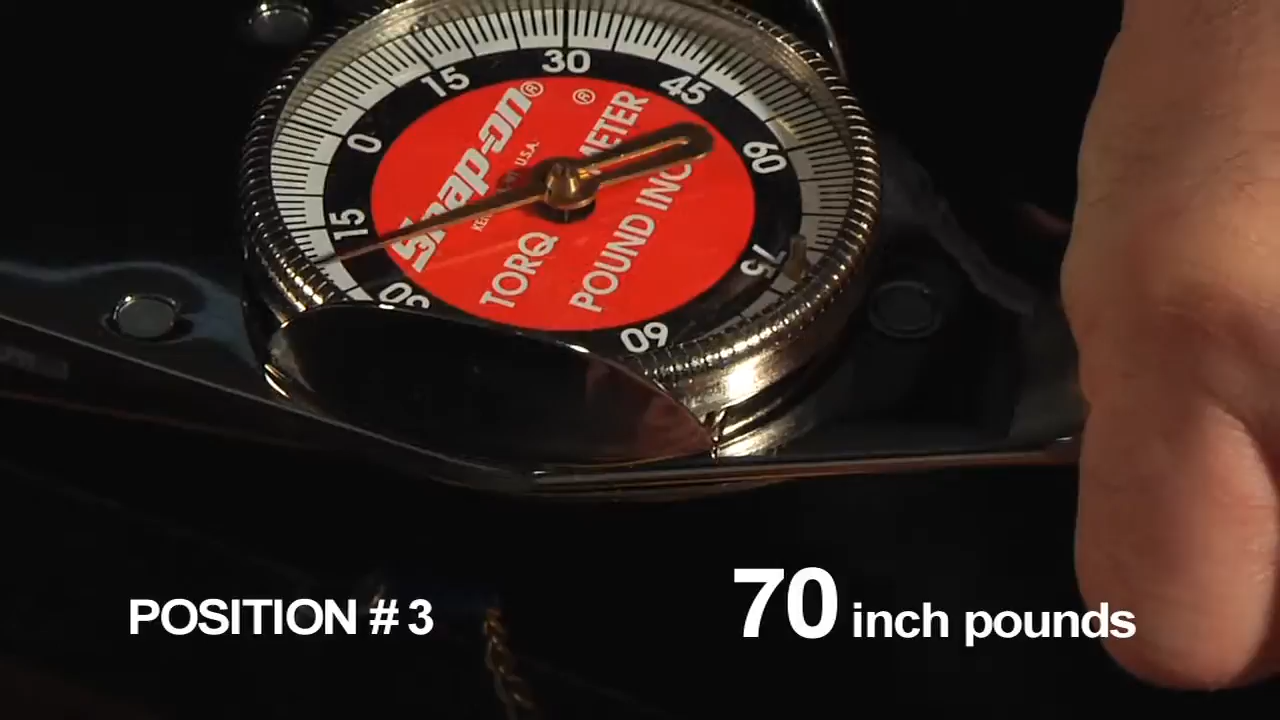 30
15
45
0
60
15
75
30
60
Snap-on®
U.S.A.
®
TORQ METER
POUND INC
POSITION # 3
70 inch pounds